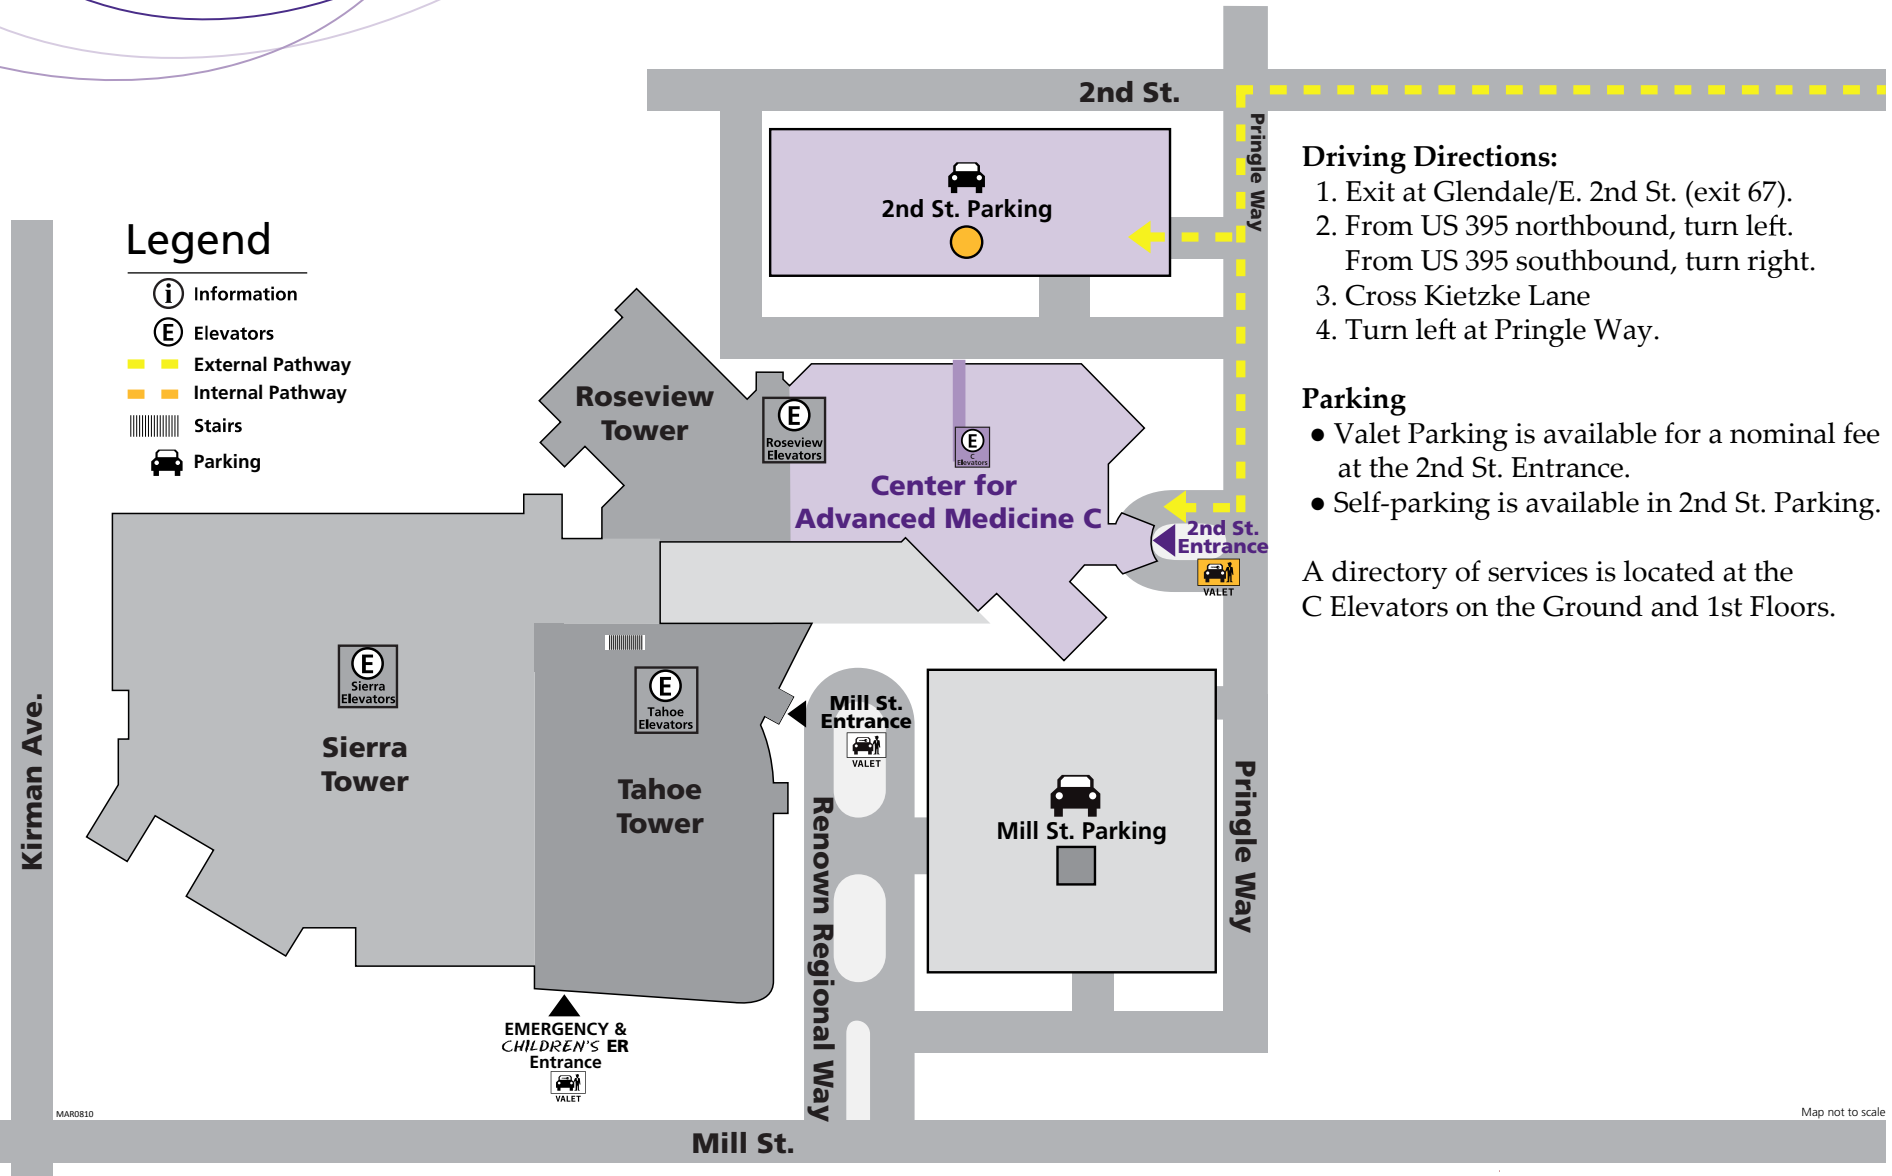 2nd St.
Pringle Way
Driving Directions:
1. Exit at Glendale/E. 2nd St. (exit 67).
2. From US 395 northbound, turn left.
From US 395 southbound, turn right.
3. Cross Kietzke Lane
4. Turn left at Pringle Way.
Parking
● Valet Parking is available for a nominal fee
at the 2nd St. Entrance.
● Self-parking is available in 2nd St. Parking.
A directory of services is located at the
C Elevators on the Ground and 1st Floors.
2nd St. Parking
Legend
i Information
E Elevators
External Pathway
Internal Pathway
Stairs
Parking
Roseview
Tower
E
Roseview
Elevators
E
C
Elevators
Center for
Advanced Medicine C
2nd St.
Entrance
VALET
E
Sierra
Elevators
Sierra
Tower
E
Tahoe
Elevators
Tahoe
Tower
Mill St.
Entrance
VALET
Mill St. Parking
Kirman Ave.
Renown Regional Way
Pringle Way
EMERGENCY &
CHILDREN'S ER
Entrance
VALET
MAR0810
Map not to scale
Mill St.